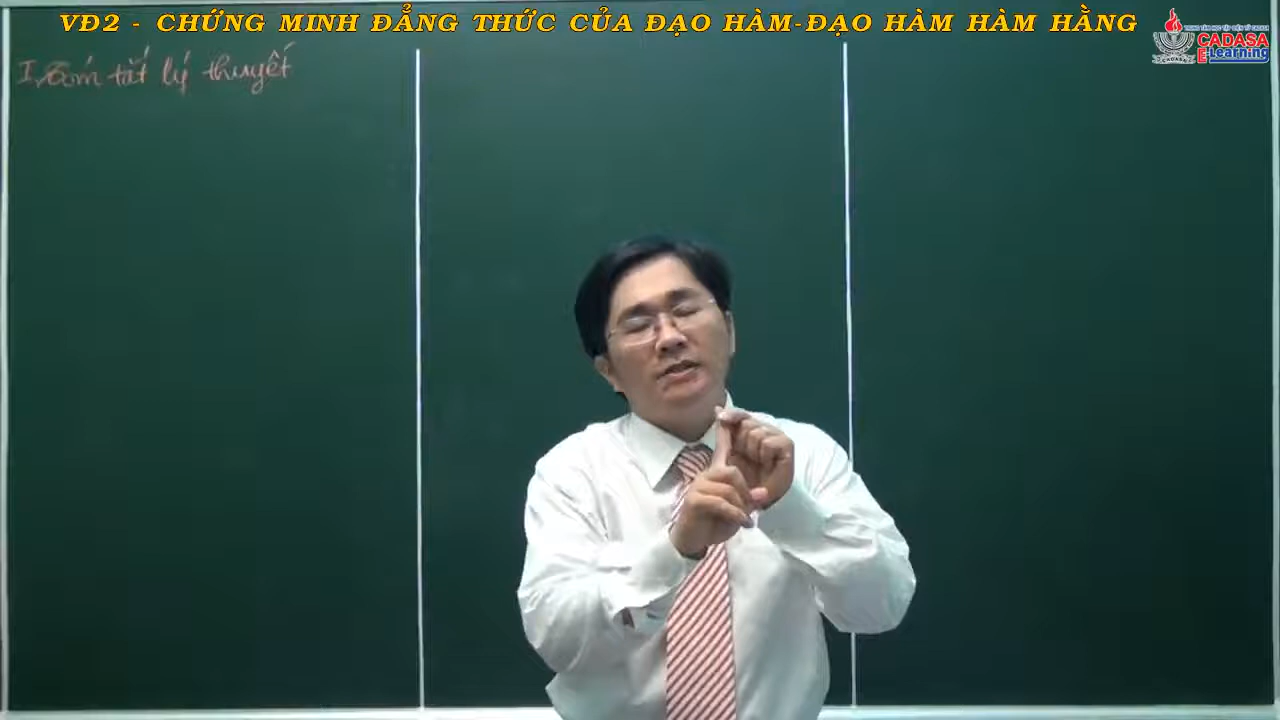 VĐ2 - CHỨNG MINH ĐẲNG THỨC CỦA ĐẠO HÀM-ĐẠO HÀM HÀM HẰNG
CADASA
E-Learning
I, Tóm tắt lý thuyết